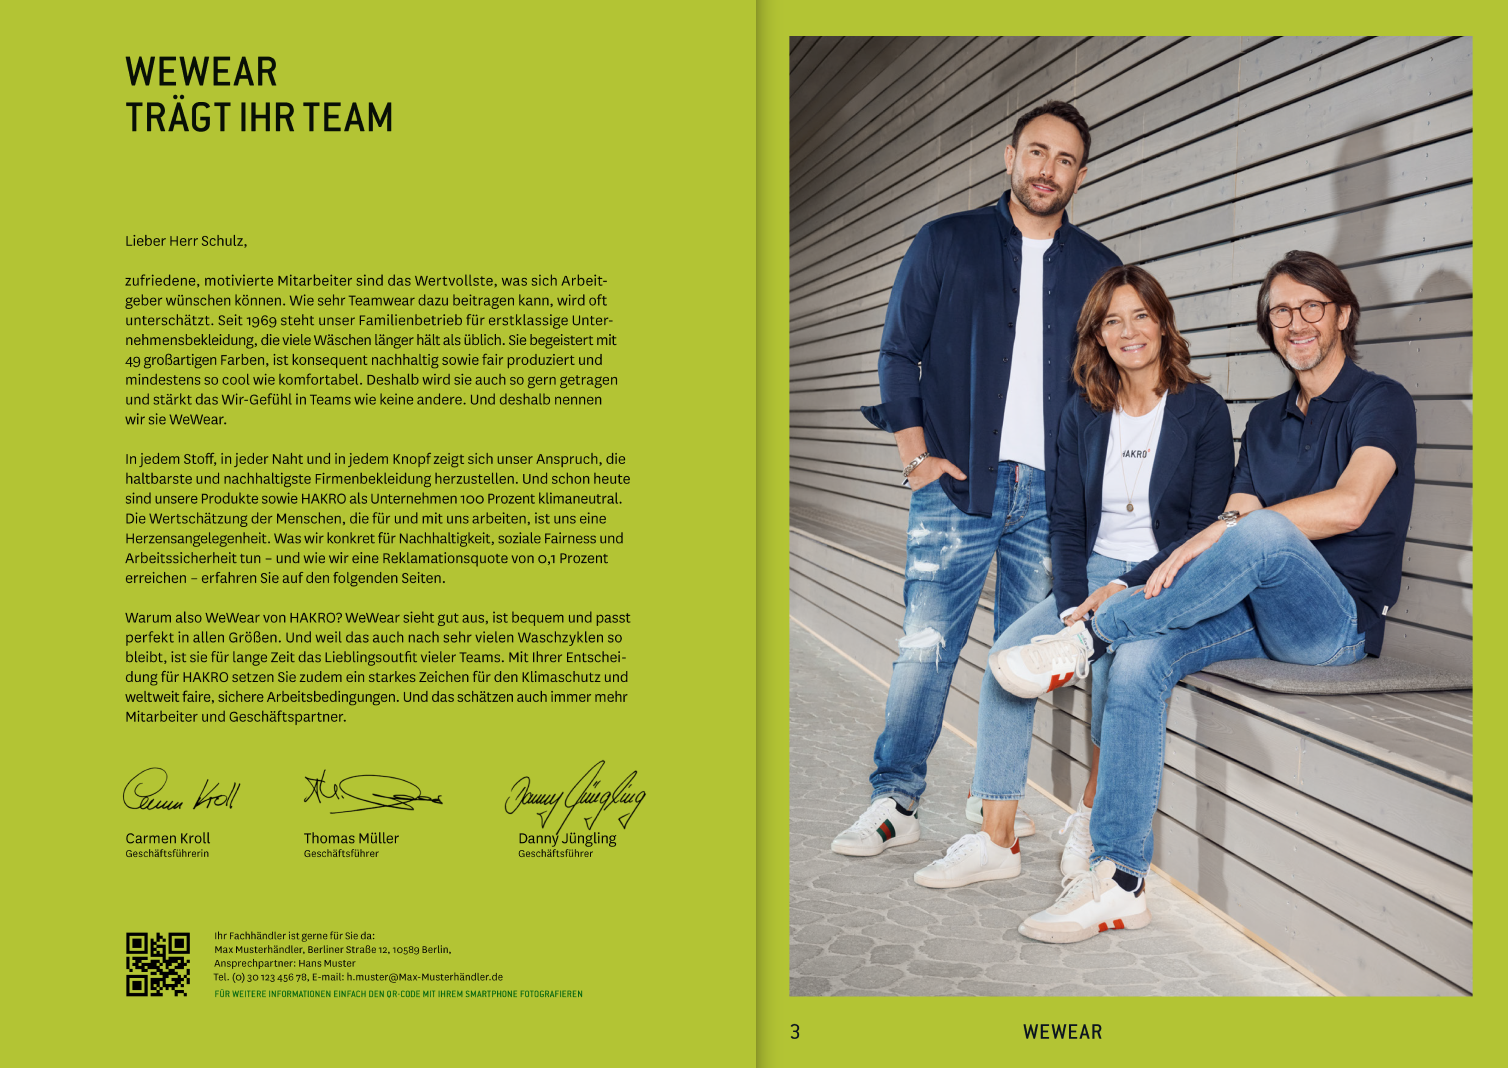 WEWEAR
TRÄGT IHR TEAM
Lieber Herr Schulz,
zufriedene, motivierte Mitarbeiter sind das Wertvollste, was sich Arbeit-
geber wünschen können. Wie sehr Teamwear dazu beitragen kann, wird oft
unterschätzt. Seit 1969 steht unser Familienbetrieb für erstklassige Unter-
nehmensbekleidung, die viele Wäschen länger hält als üblich. Sie begeistert mit
49 großartigen Farben, ist konsequent nachhaltig sowie fair produziert und
mindestens so cool wie komfortabel. Deshalb wird sie auch so gern getragen
und stärkt das Wir-Gefühl in Teams wie keine andere. Und deshalb nennen
wir sie WeWear.
In jedem Stoff, in jeder Naht und in jedem Knopf zeigt sich unser Anspruch, die
haltbarste und nachhaltigste Firmenbekleidung herzustellen. Und schon heute
sind unsere Produkte sowie HAKRO als Unternehmen 100 Prozent klimaneutral.
Die Wertschätzung der Menschen, die für und mit uns arbeiten, ist uns eine
Herzensangelegenheit. Was wir konkret für Nachhaltigkeit, soziale Fairness und
Arbeitssicherheit tun – und wie wir eine Reklamationsquote von 0,1 Prozent
erreichen – erfahren Sie auf den folgenden Seiten.
Warum also WeWear von HAKRO? WeWear sieht gut aus, ist bequem und passt
perfekt in allen Größen. Und weil das auch nach sehr vielen Waschzyklen so
bleibt, ist sie für lange Zeit das Lieblingsoutfit vieler Teams. Mit Ihrer Entschei-
dung für HAKRO setzen Sie zudem ein starkes Zeichen für den Klimaschutz und
weltweit faire, sichere Arbeitsbedingungen. Und das schätzen auch immer mehr
Mitarbeiter und Geschäftspartner.
Carmen Kroll
Danny Jüngling
Carmen Kroll
Geschäftsführerin
Thomas Müller
Geschäftsführer
Danny Jüngling
Geschäftsführer
Ihr Fachhändler ist gerne für Sie da:
Max Musterhändler, Berliner Straße 12, 10589 Berlin,
Ansprechpartner: Hans Muster
Tel. (0) 30 123 456 78, E-mail: h.muster@Max-Musterhändler.de
FÜR WEITERE INFORMATIONEN EINFACH DEN QR-CODE MIT IHREM SMARTPHONE FOTOGRAFIEREN
HAKRO
3
WEWEAR